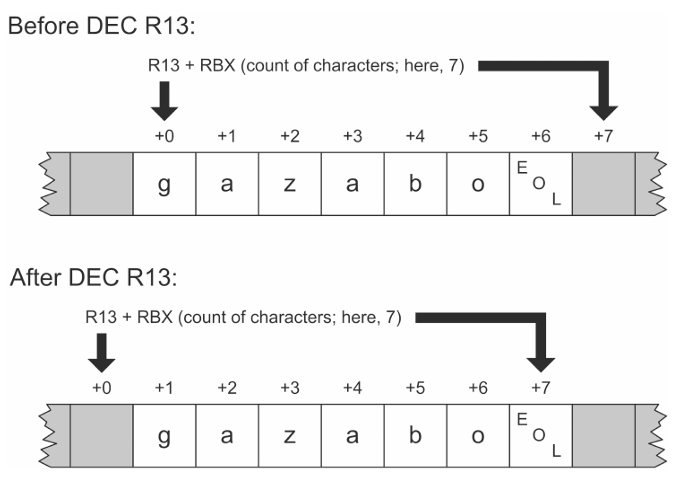 Before DEC R13:
R13 + RBX (count of characters; here, 7)
+0 +1 +2 +3 +4 +5 +6 +7
g a z a b o EOL
After DEC R13:
R13 + RBX (count of characters; here, 7)
+0 +1 +2 +3 +4 +5 +6 +7
g a z a b o EOL